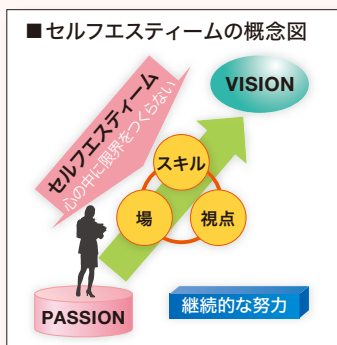 ■セルフエスティームの概念図
VISION
セルフエスティーム
心の中に限界をつくらない
スキル
場
視点
PASSION
継続的な努力